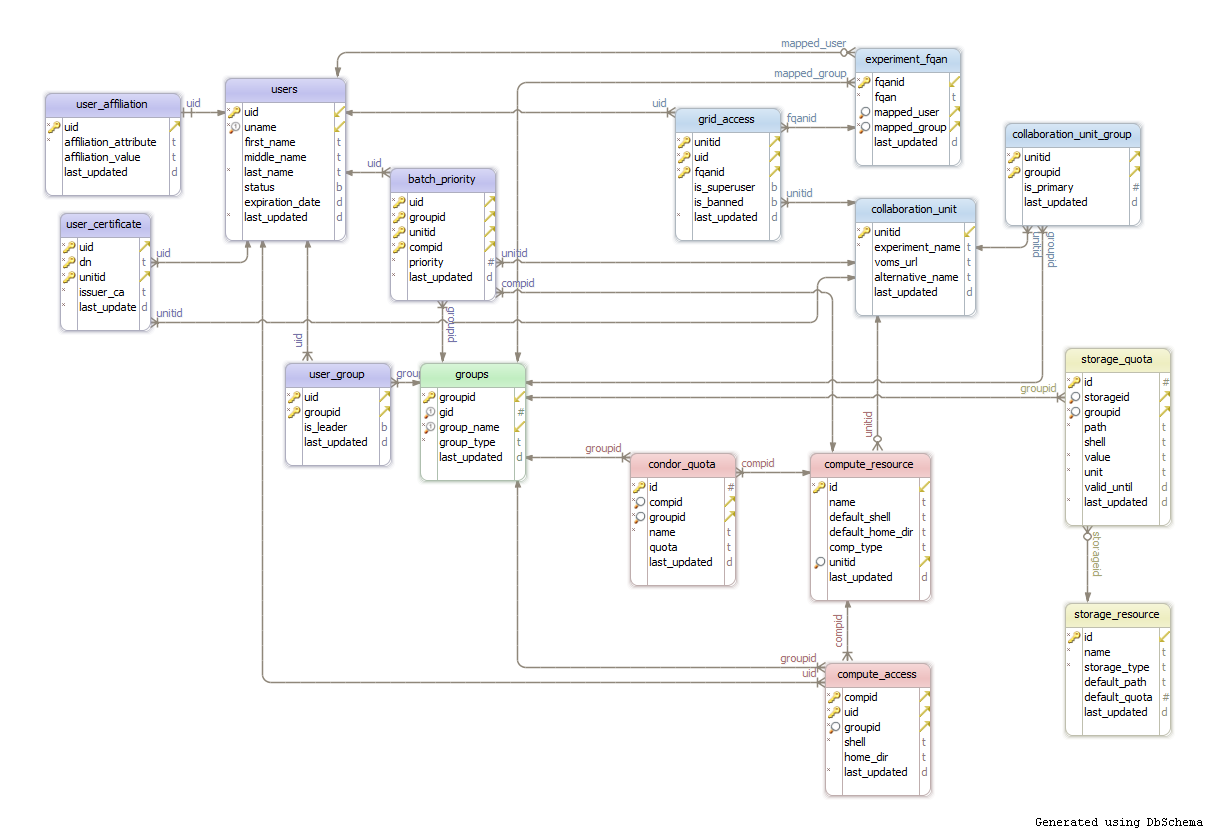 mapped_user
experiment_fqan
fqanid
fqan t
mapped_user
mapped_group
last_updated d
mapped_group
users
uid
uname
first_name t
middle_name t
last_name t
status b
expiration_date d
last_updated d
user_affiliation
uid
affiliation_attribute t
affiliation_value t
last_updated d
uid
uid
grid_access
unitid
uid
fqanid
is_superuser b
is_banned b
last_updated d
fqanid
unitid
collaboration_unit_group
unitid
groupid
is_primary #
last_updated d
unitid
groupid
uid
batch_priority
uid
groupid
unitid
compid
priority #
last_updated d
unitid
compid
groupid
collaboration_unit
unitid
experiment_name t
voms_url t
alternative_name t
last_updated d
user_certificate
uid
dn t
unitid
issuer_ca t
last_update d
uid
unitid
uid
user_group
uid
groupid
is_leader b
last_updated d
group
groups
groupid
gid #
group_name
group_type t
last_updated d
groupid
storage_quota
id #
storageid
groupid
path t
shell t
value t
unit t
valid_until d
last_updated d
storageid
unitid
groupid
condor_quota
id #
compid
groupid
name t
quota t
last_updated d
compid
compute_resource
id
name t
default_shell t
default_home_dir t
comp_type t
unitid
last_updated d
storage_resource
id
name t
storage_type t
default_path t
default_quota #
last_updated d
compid
groupid
uid
compute_access
compid
uid
groupid
shell t
home_dir t
last_updated d
Generated using DbSchema